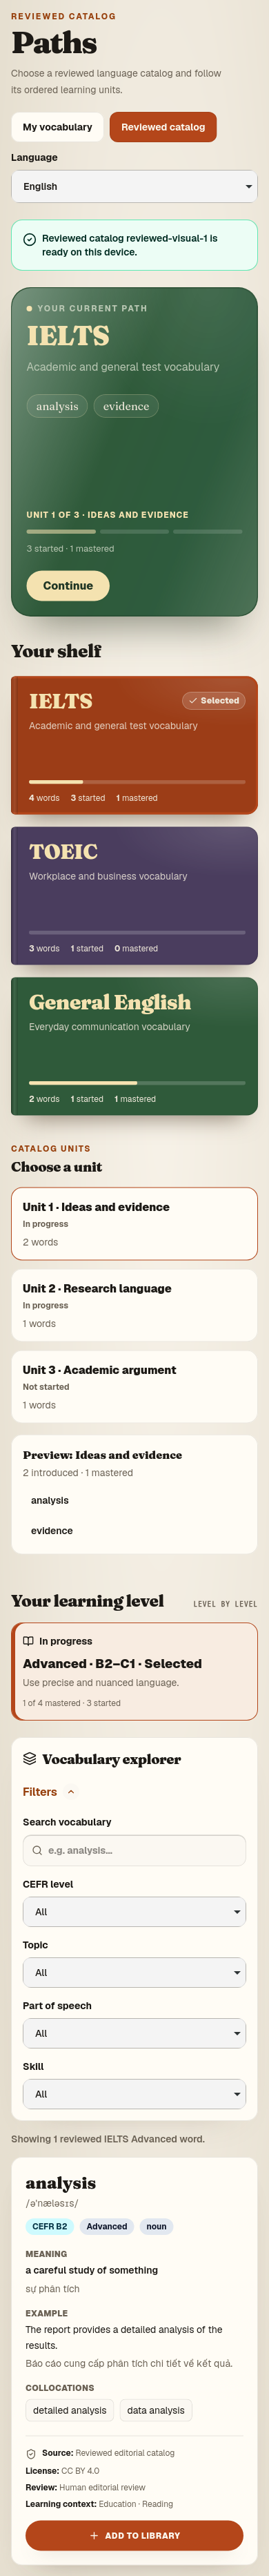 REVIEWED CATALOG
Paths
Choose a reviewed language catalog and follow
its ordered learning units.
My vocabulary
Reviewed catalog
Language
English
Reviewed catalog reviewed-visual-1 is
ready on this device.
YOUR CURRENT PATH
IELTS
Academic and general test vocabulary
analysis
evidence
UNIT 1 OF 3 · IDEAS AND EVIDENCE
3 started · 1 mastered
Continue
Your shelf
IELTS
Selected
Academic and general test vocabulary
4 words 3 started 1 mastered
TOEIC
Workplace and business vocabulary
3 words 1 started 0 mastered
General English
Everyday communication vocabulary
2 words 1 started 1 mastered
CATALOG UNITS
Choose a unit
Unit 1 · Ideas and evidence
In progress
2 words
Unit 2 · Research language
In progress
1 words
Unit 3 · Academic argument
Not started
1 words
Preview: Ideas and evidence
2 introduced · 1 mastered
analysis
evidence
Your learning level
LEVEL BY LEVEL
In progress
Advanced · B2–C1 · Selected
Use precise and nuanced language.
1 of 4 mastered · 3 started
Vocabulary explorer
Filters
Search vocabulary
e.g. analysis...
CEFR level
All
Topic
All
Part of speech
All
Skill
All
Showing 1 reviewed IELTS Advanced word.
analysis
/əˈnæləsɪs/
CEFR B2
Advanced
noun
MEANING
a careful study of something
sự phân tích
EXAMPLE
The report provides a detailed analysis of the
results.
Báo cáo cung cấp phân tích chi tiết về kết quả.
COLLOCATIONS
detailed analysis
data analysis
Source: Reviewed editorial catalog
License: CC BY 4.0
Review: Human editorial review
Learning context: Education · Reading
ADD TO LIBRARY